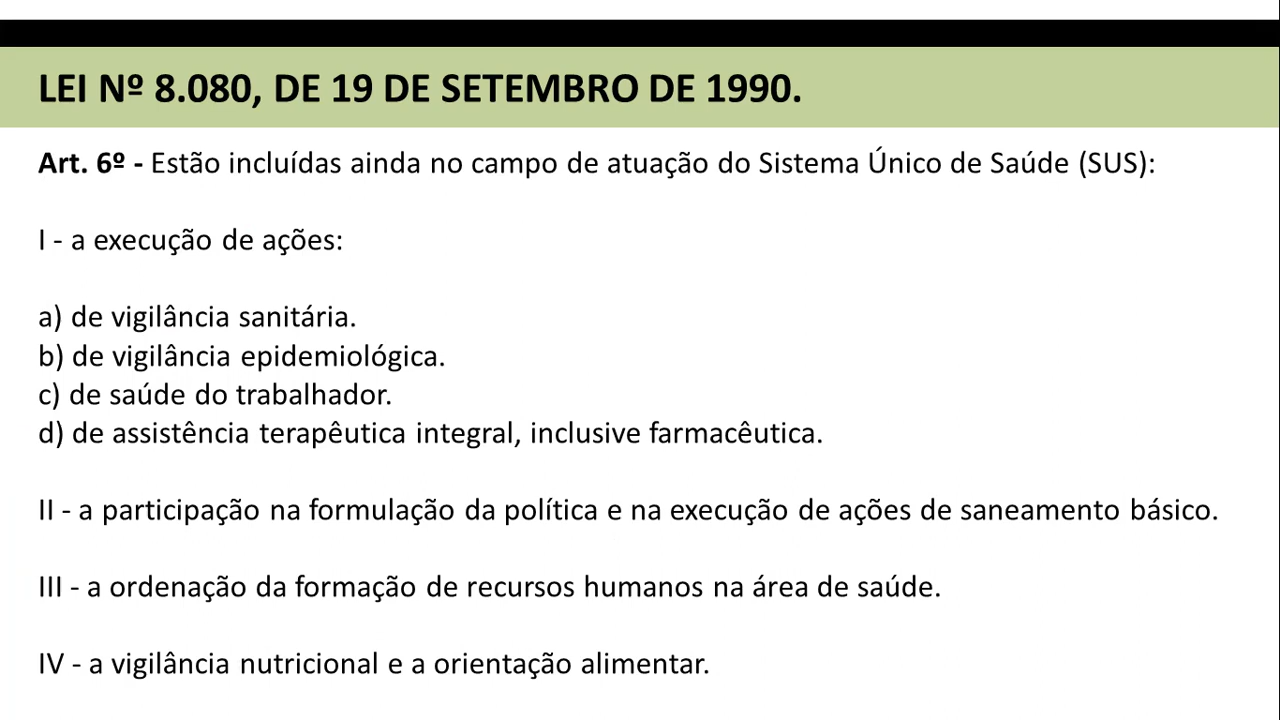 LEI Nº 8.080, DE 19 DE SETEMBRO DE 1990.
Art. 6º - Estão incluídas ainda no campo de atuação do Sistema Único de Saúde (SUS):
I - a execução de ações:
a) de vigilância sanitária.
b) de vigilância epidemiológica.
c) de saúde do trabalhador.
d) de assistência terapêutica integral, inclusive farmacêutica.
II - a participação na formulação da política e na execução de ações de saneamento básico.
III - a ordenação da formação de recursos humanos na área de saúde.
IV - a vigilância nutricional e a orientação alimentar.